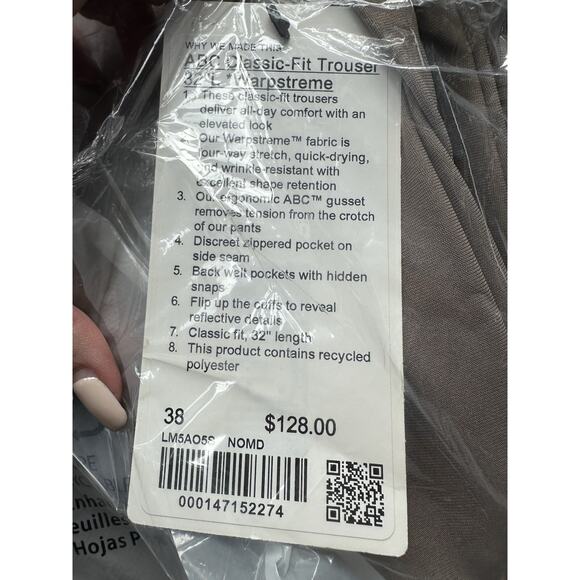 WHY WE MADE THIS
ABC Classic-Fit Trouser
32"L *Warpstreme
1. These classic-fit trousers
deliver all-day comfort with an
elevated look
Our Warpstreme™ fabric is
four-way stretch, quick-drying,
and wrinkle-resistant with
excellent shape retention
3. Our ergonomic ABC™ gusset
removes tension from the crotch
of our pants
4. Discreet zippered pocket on
side seam
5. Back welt pockets with hidden
snaps
6. Flip up the cuffs to reveal
reflective details
7. Classic fit, 32" length
8. This product contains recycled
polyester
38 $128.00
LM5AO5S NOMD
000147152274
Hojas P